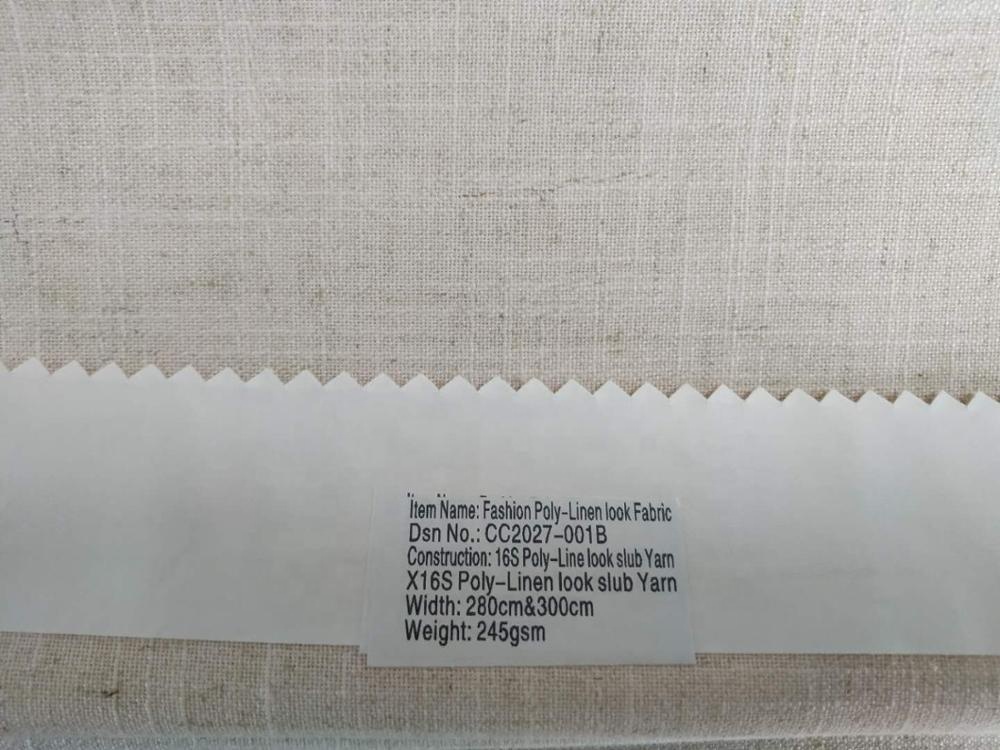 Item Name: Fashion Poly-Linen look Fabric
Dsn No.: CC2027-001B
Construction: 16S Poly-Line look slub Yarn
X16S Poly-Linen look slub Yarn
Width: 280cm&300cm
Weight: 245gsm